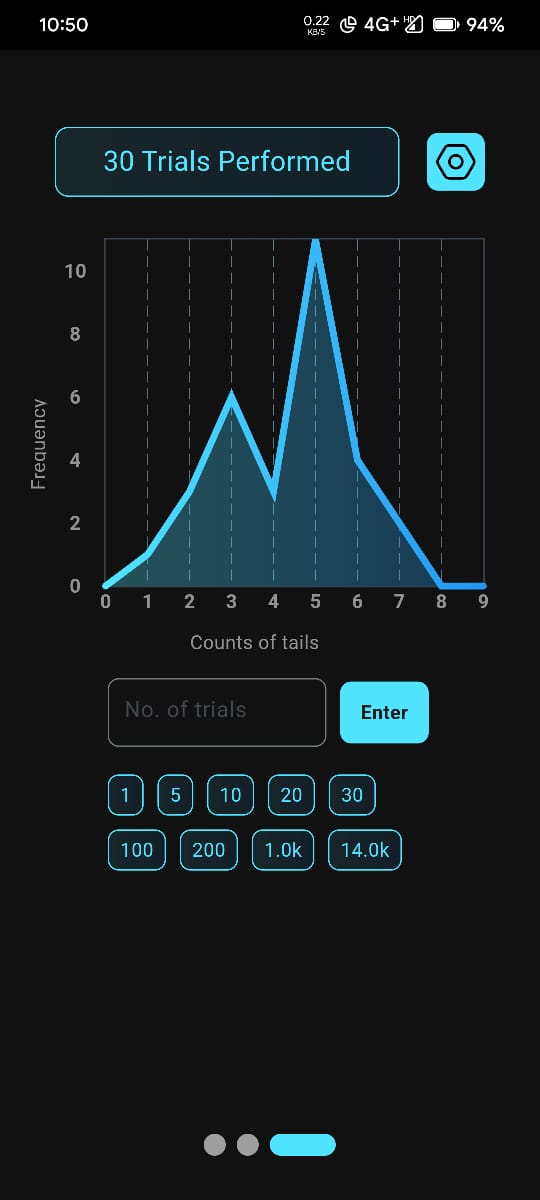 10:50 0.22 KB/S 4G+ HD 94%
30 Trials Performed
10
8
6
4
2
0
Frequency
0 1 2 3 4 5 6 7 8 9
Counts of tails
No. of trials Enter
1 5 10 20 30
100 200 1.0k 14.0k